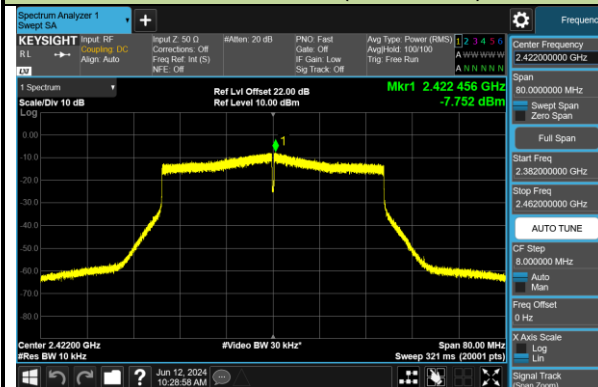 Spectrum Analyzer 1
Swept SA
+
Frequen
KEYSIGHT
Input: RF
Input Z: 50 Ω
#Atten: 20 dB
PNO: Fast
Avg Type: Power (RMS)
1 2 3 4 5 6
RL
Coupling: DC
Corrections: Off
Gate: Off
Avg|Hold: 100/100
A WW WW W
Align: Auto
Freq Ref: Int (S)
IF Gain: Low
Trig: Free Run
NFE: Off
Sig Track: Off
A N N N N N
LXI
1 Spectrum
Ref Lvl Offset 22.00 dB
Mkr1 2.422 456 GHz
Scale/Div 10 dB
Ref Level 10.00 dBm
-7.752 dBm
Log
1
0.00
-10.0
-20.0
-30.0
-40.0
-50.0
-60.0
-70.0
-80.0
Center 2.42200 GHz
#Video BW 30 kHz*
Span 80.00 MHz
#Res BW 10 kHz
Sweep 321 ms (20001 pts)
?
Jun 12, 2024
10:28:58 AM
Center Frequency
2.422000000 GHz
Span
80.0000000 MHz
Swept Span
Zero Span
Full Span
Start Freq
2.382000000 GHz
Stop Freq
2.462000000 GHz
AUTO TUNE
CF Step
8.000000 MHz
Auto
Man
Freq Offset
0 Hz
X Axis Scale
Log
Lin
Signal Track
(Span Zoom)